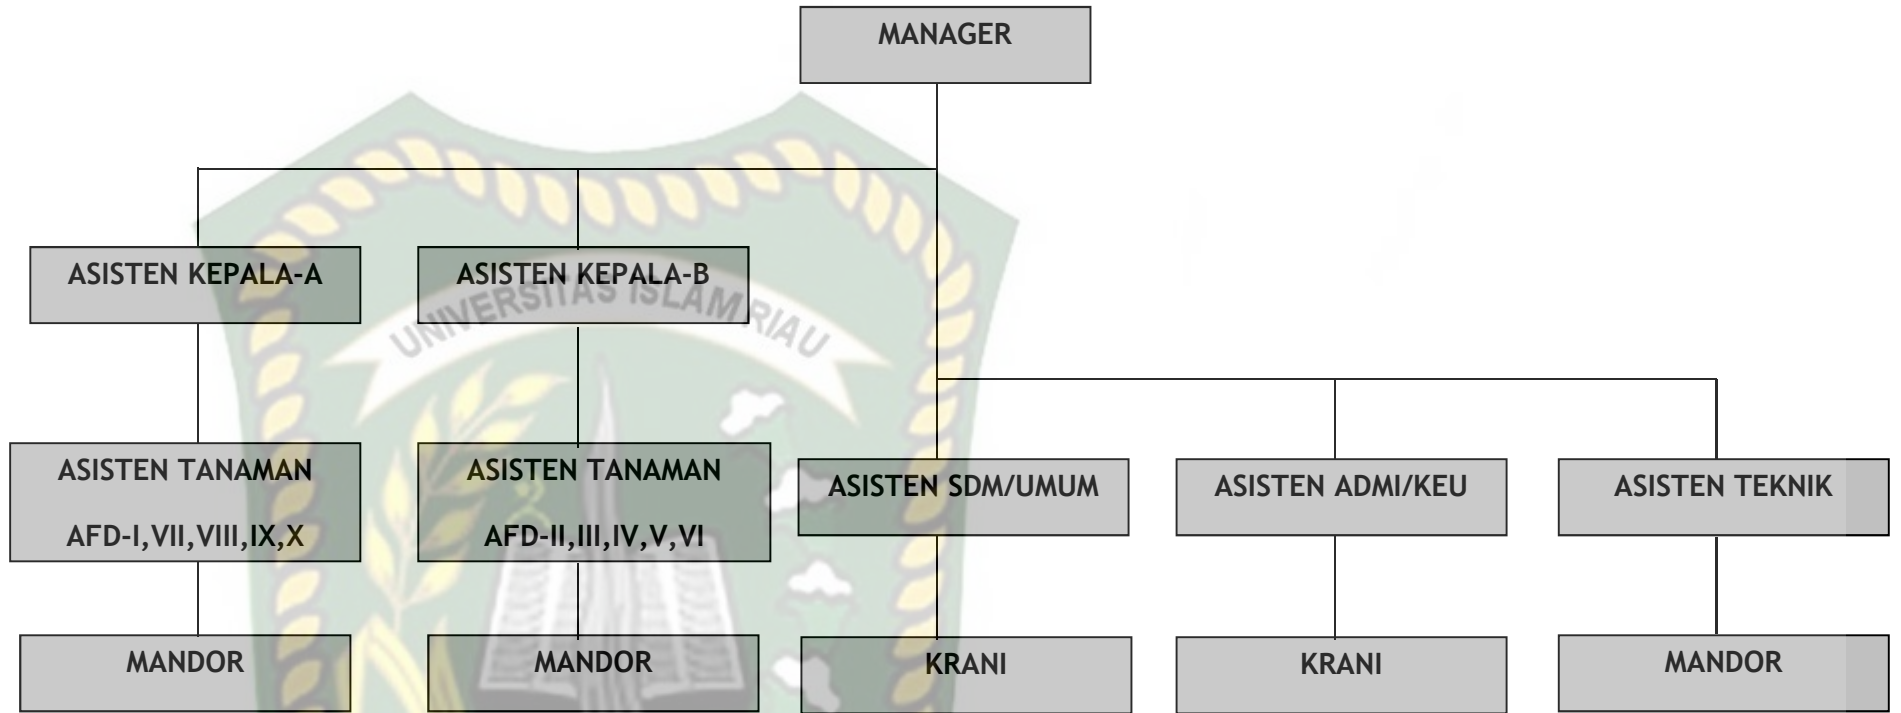 MANAGER
ASISTEN KEPALA-A
ASISTEN KEPALA-B
UNIVERSITAS ISLAM RIAU
ASISTEN TANAMAN
AFD-I,VII,VIII,IX,X
ASISTEN TANAMAN
AFD-II,III,IV,V,VI
ASISTEN SDM/UMUM
ASISTEN ADMI/KEU
ASISTEN TEKNIK
MANDOR
MANDOR
KRANI
KRANI
MANDOR